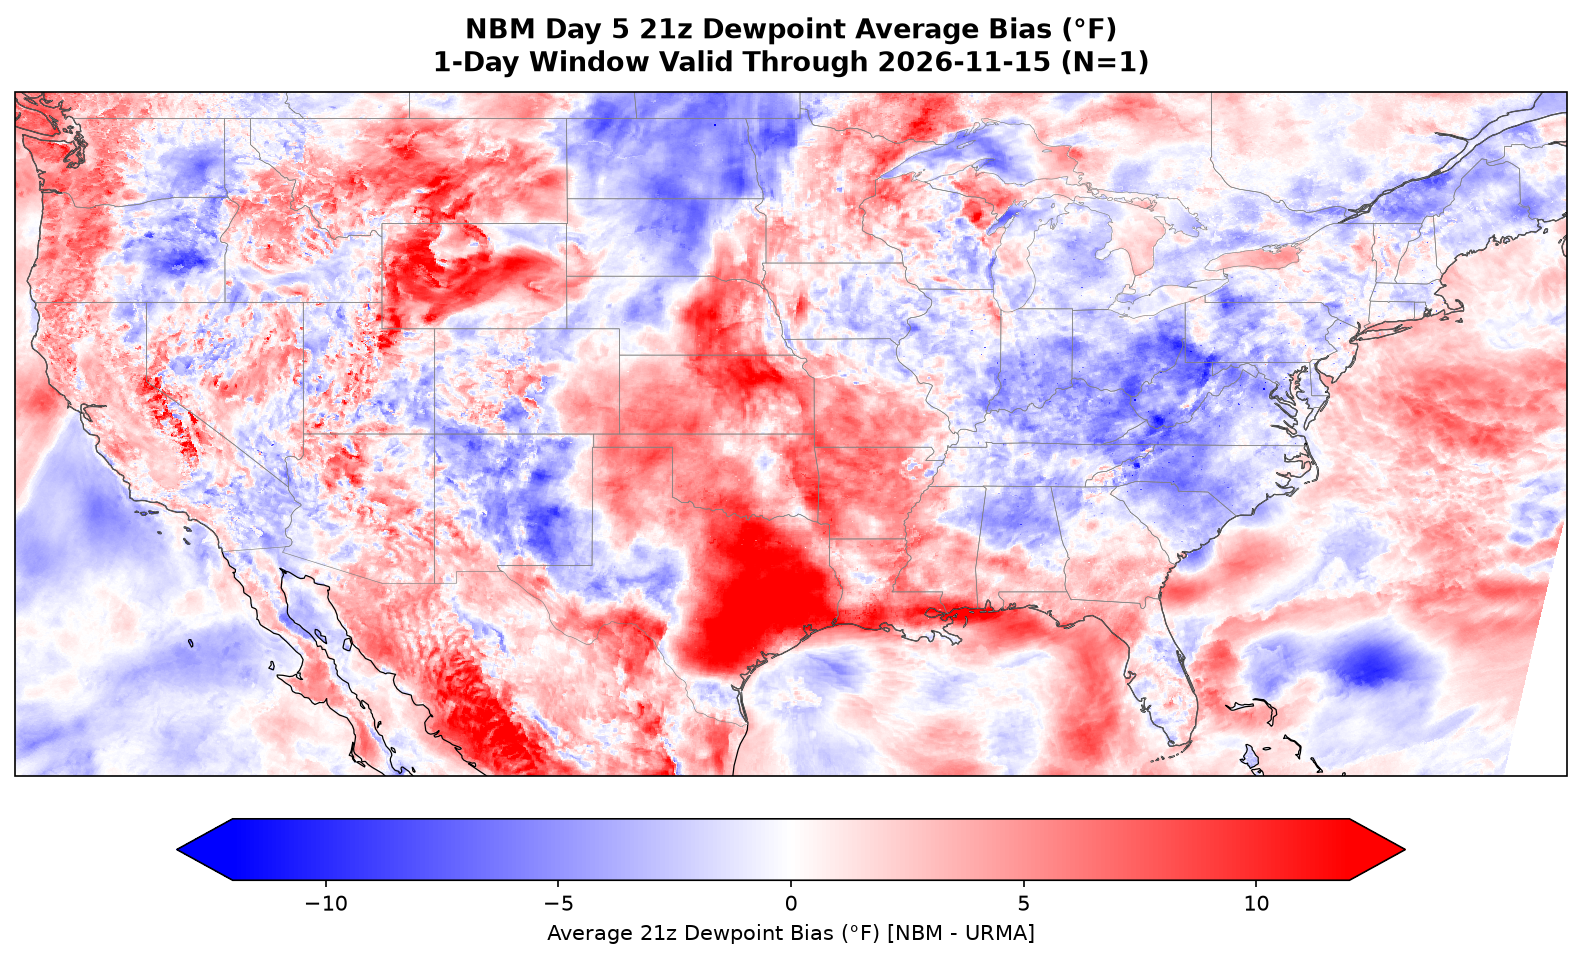 NBM Day 5 21z Dewpoint Average Bias (°F)
1-Day Window Valid Through 2026-11-15 (N=1)
−10
−5
0
5
10
Average 21z Dewpoint Bias (°F) [NBM - URMA]